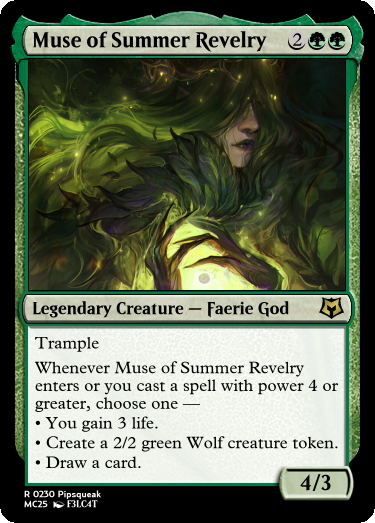 Muse of Summer Revelry 2
Legendary Creature — Faerie God
Trample
Whenever Muse of Summer Revelry
enters or you cast a spell with power 4 or
greater, choose one —
• You gain 3 life.
• Create a 2/2 green Wolf creature token.
• Draw a card.
4/3
R 0230 Pipsqueak
MC25 F3LC4T